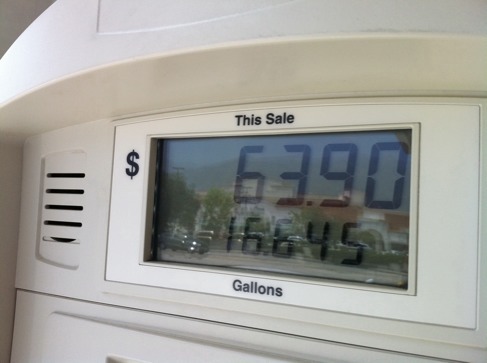 This Sale
$ 63.90
16.645
Gallons